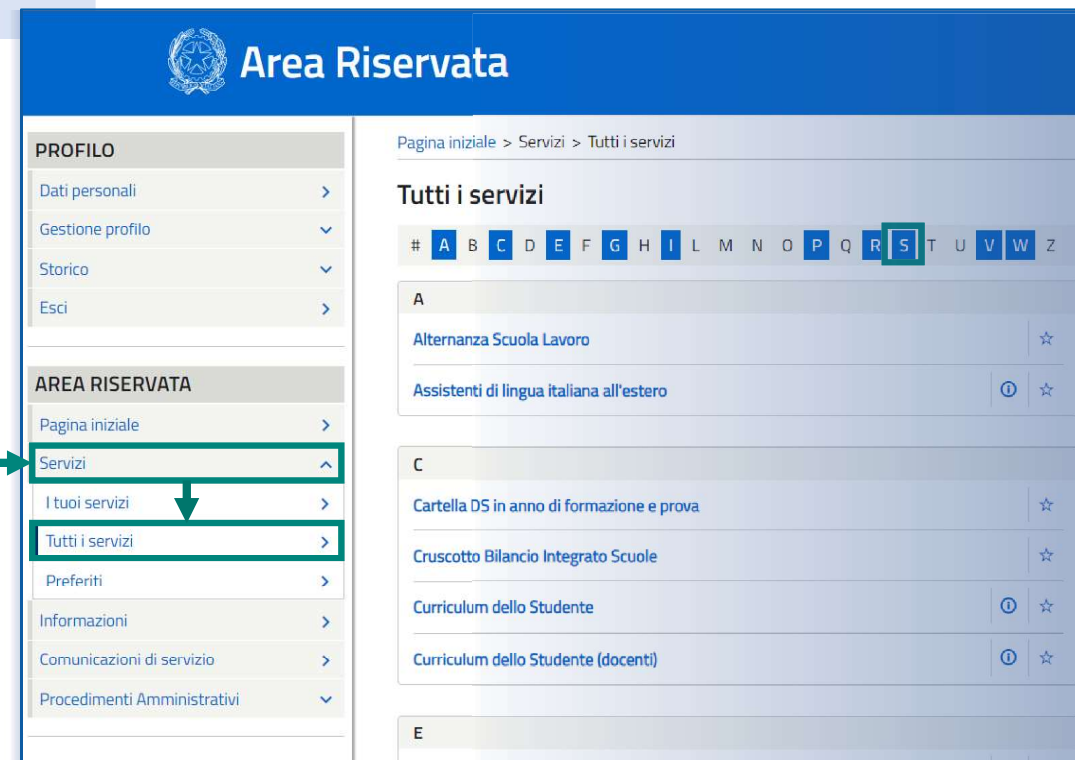 Area Riservata
PROFILO
Dati personali
Gestione profilo
Storico
Esci
AREA RISERVATA
Pagina iniziale
Servizi
I tuoi servizi
Tutti i servizi
Preferiti
Informazioni
Comunicazioni di servizio
Procedimenti Amministrativi
Pagina iniziale > Servizi > Tutti i servizi
Tutti i servizi
# A B C D E F G H I L M N O P Q R S T U V W Z
A
Alternanza Scuola Lavoro
Assistenti di lingua italiana all'estero
C
Cartella DS in anno di formazione e prova
Cruscotto Bilancio Integrato Scuole
Curriculum dello Studente
Curriculum dello Studente (docenti)
E